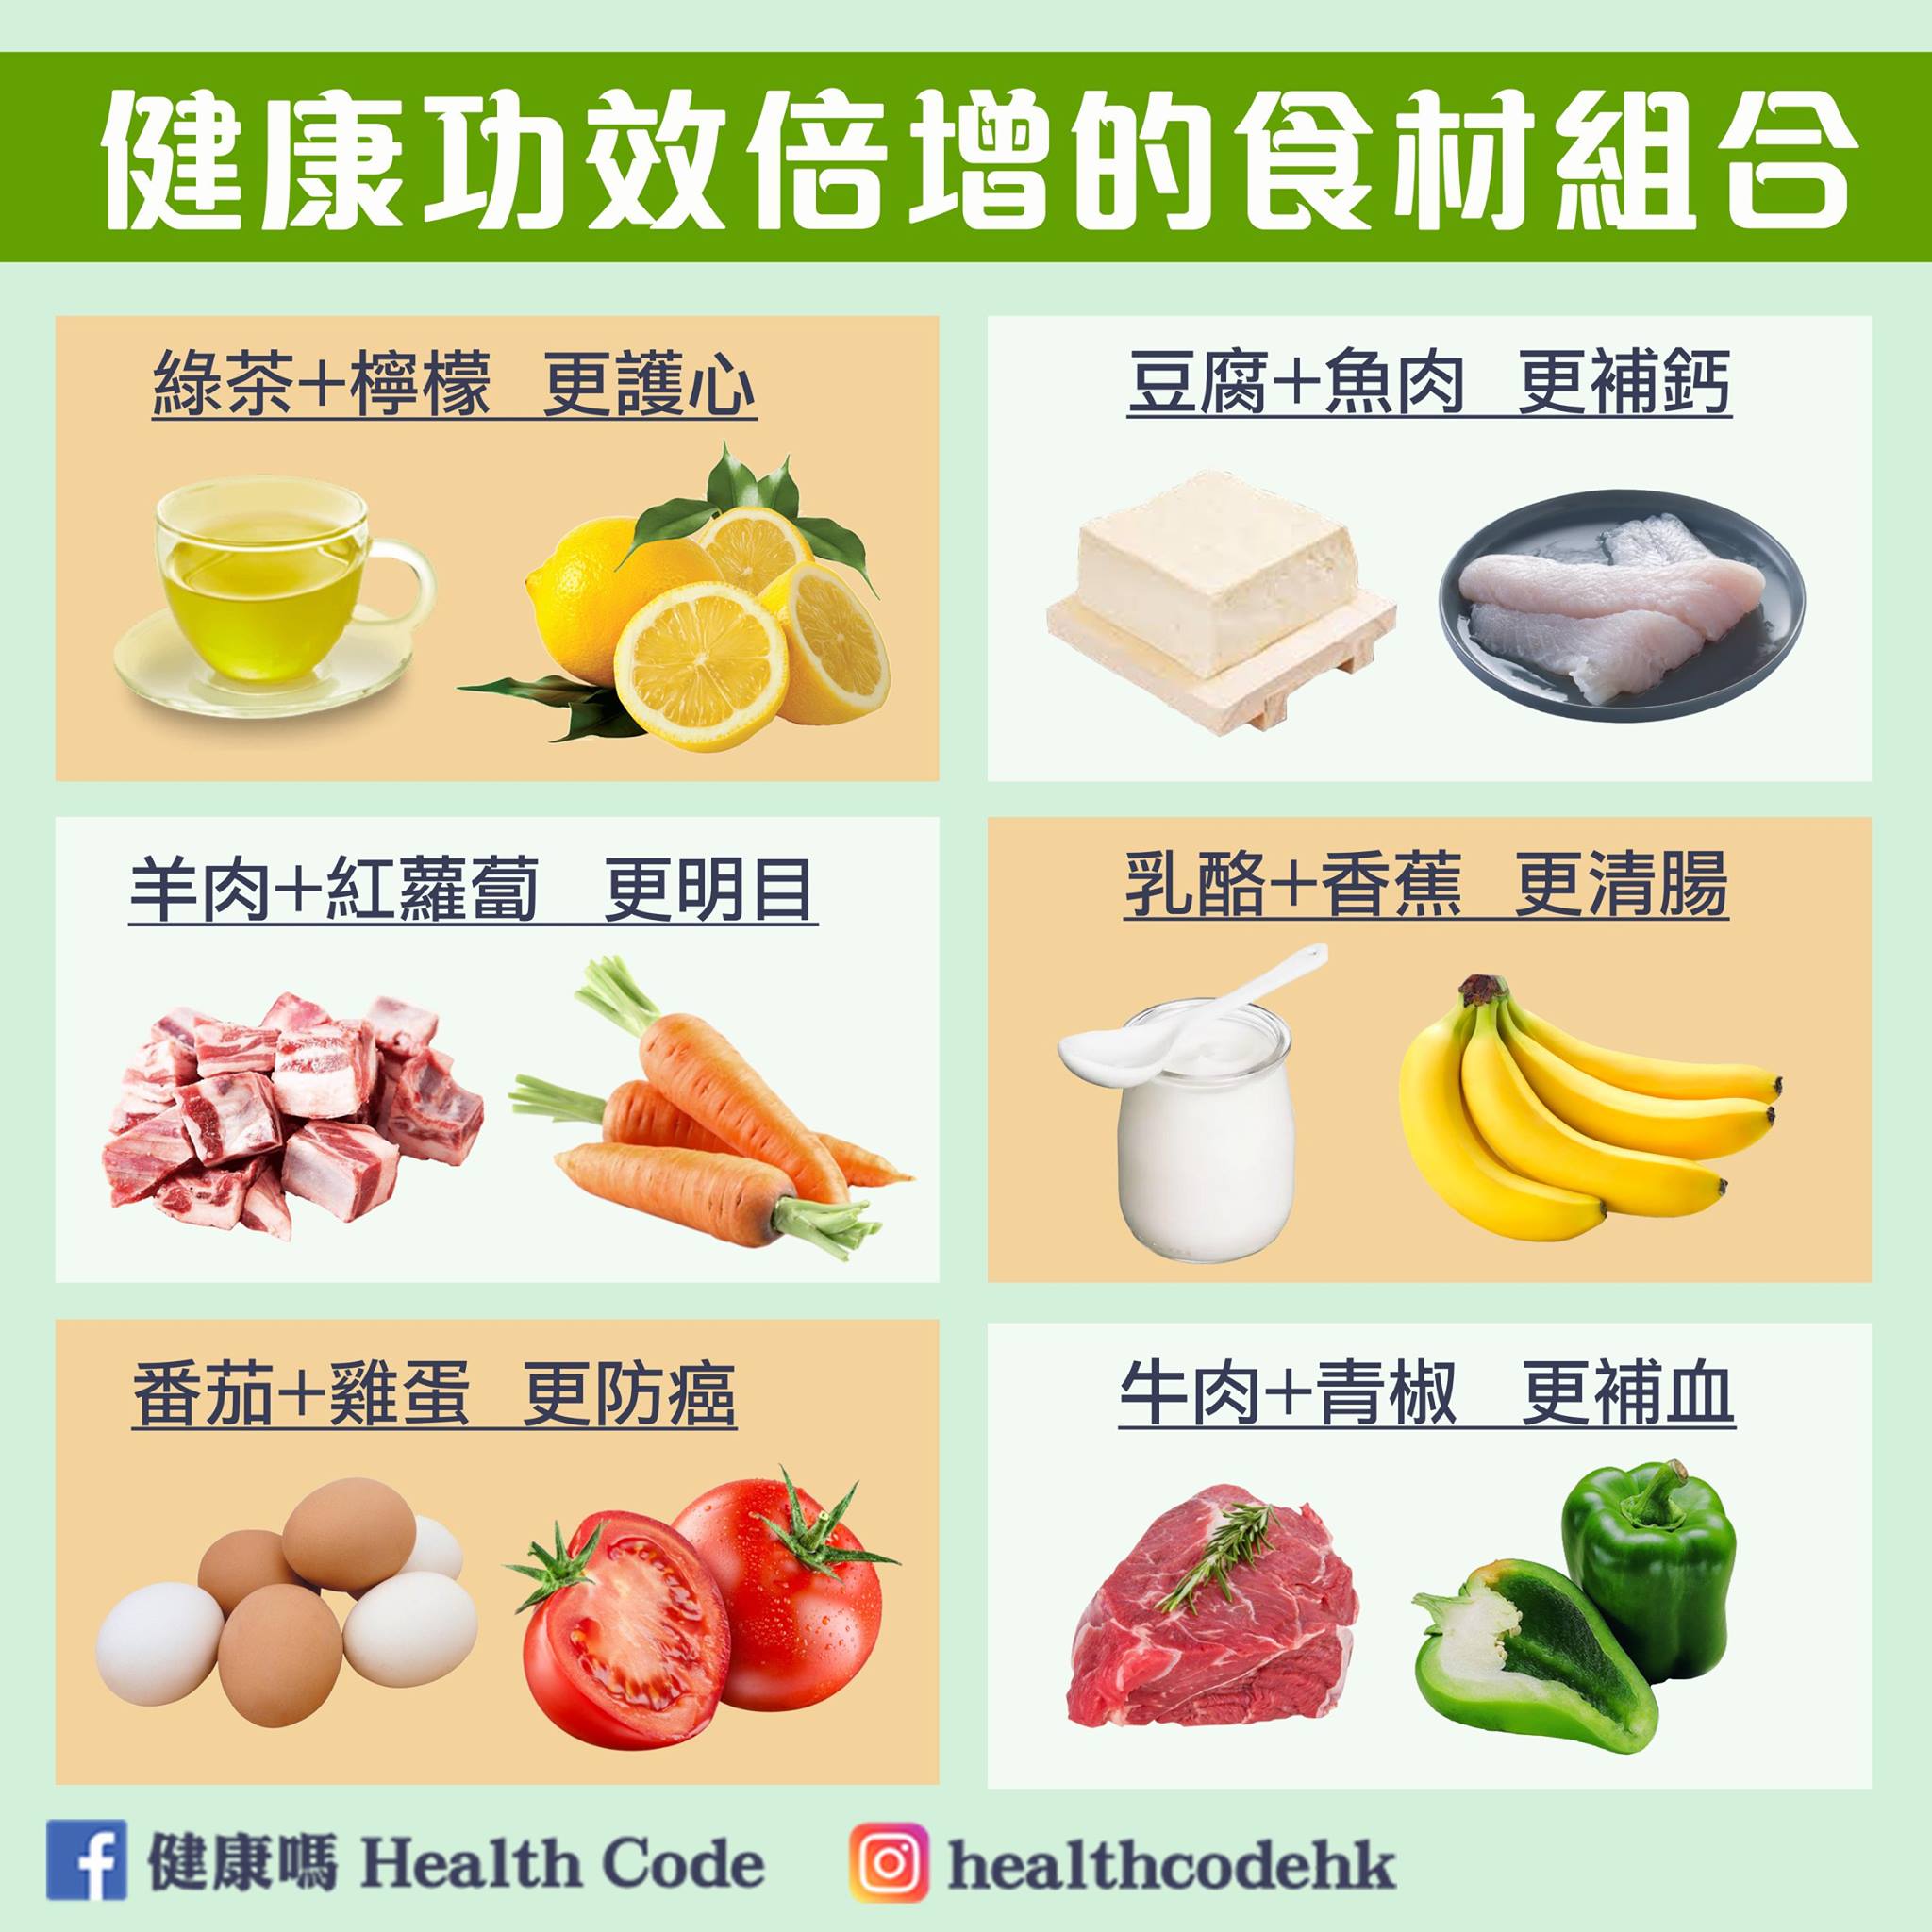 健康功效倍增的食材組合
綠茶+檸檬 更護心
豆腐+魚肉 更補鈣
羊肉+紅蘿蔔 更明目
乳酪+香蕉 更清腸
番茄+雞蛋 更防癌
牛肉+青椒 更補血
健康嗎 Health Code
healthcodehk